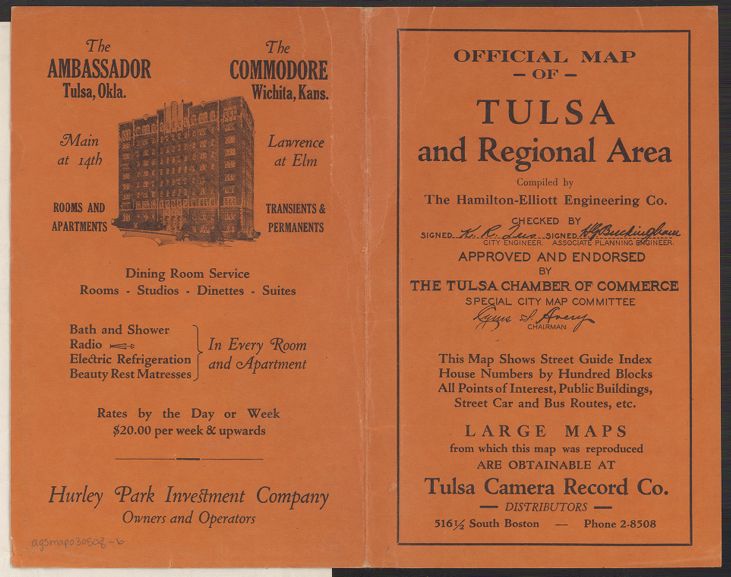 The
AMBASSADOR
Tulsa, Okla.
The
COMMODORE
Wichita, Kans.
Main
at 14th
Lawrence
at Elm
ROOMS AND
APARTMENTS
TRANSIENTS &
PERMANENTS
Dining Room Service
Rooms - Studios - Dinettes - Suites
Bath and Shower
Radio
Electric Refrigeration
Beauty Rest Matresses
In Every Room
and Apartment
Rates by the Day or Week
$20.00 per week & upwards
Hurley Park Investment Company
Owners and Operators
agsmap030508-b
OFFICIAL MAP
- OF -
TULSA
and Regional Area
Compiled by
The Hamilton-Elliott Engineering Co.
CHECKED BY
SIGNED. K. R. SIGNED. Buckingham
CITY ENGINEER. ASSOCIATE PLANNING ENGINEER.
APPROVED AND ENDORSED
BY
THE TULSA CHAMBER OF COMMERCE
SPECIAL CITY MAP COMMITTEE
Cyrus S. Avery
CHAIRMAN
This Map Shows Street Guide Index
House Numbers by Hundred Blocks
All Points of Interest, Public Buildings,
Street Car and Bus Routes, etc.
LARGE MAPS
from which this map was reproduced
ARE OBTAINABLE AT
Tulsa Camera Record Co.
— DISTRIBUTORS —
516½ South Boston — Phone 2-8508